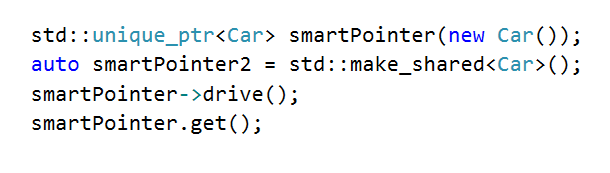 std::unique_ptr<Car> smartPointer(new Car());
auto smartPointer2 = std::make_shared<Car>();
smartPointer->drive();
smartPointer.get();